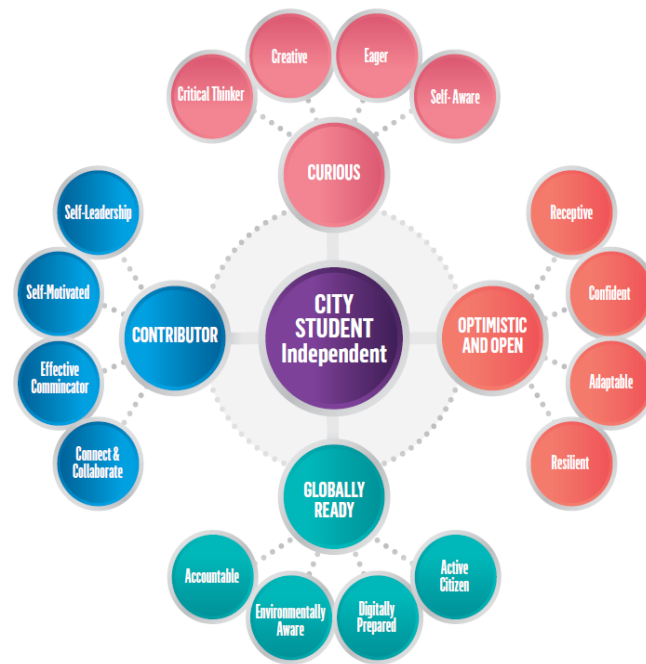 Creative
Eager
Critical Thinker
Self- Aware
CURIOUS
Self-Leadership
Self-Motivated
Effective
Commincator
Connect &
Collaborate
CONTRIBUTOR
CITY
STUDENT
Independent
OPTIMISTIC
AND OPEN
Receptive
Confident
Adaptable
Resilient
GLOBALLY
READY
Accountable
Environmentally
Aware
Digitally
Prepared
Active
Citizen